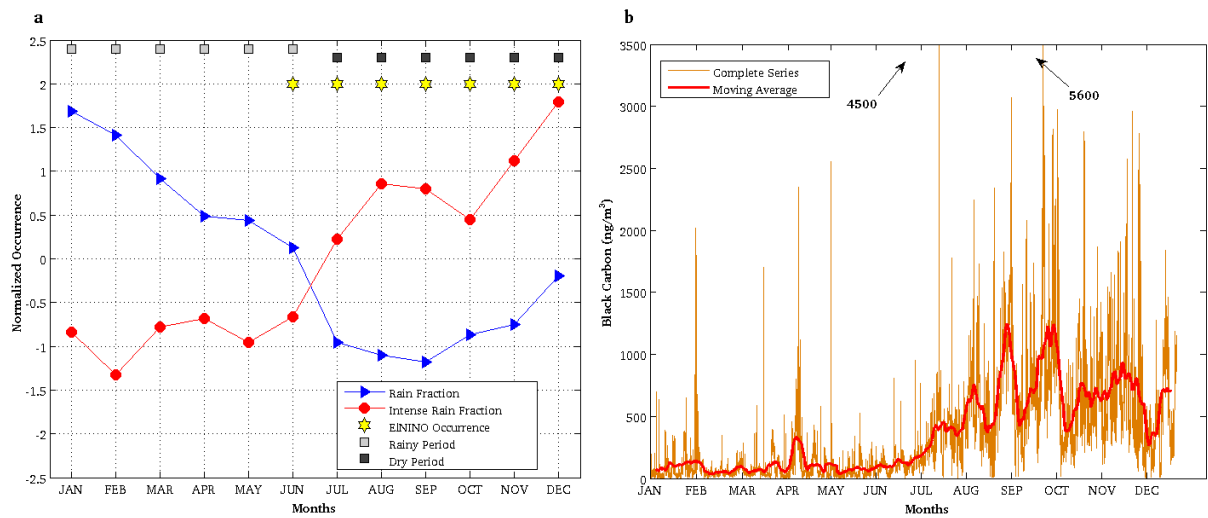 a
2.5
2
1.5
1
0.5
0
-0.5
-1
-1.5
-2
-2.5
Normalized Occurrence
JAN FEB MAR APR MAY JUN JUL AUG SEP OCT NOV DEC
Months
Rain Fraction
Intense Rain Fraction
ElNINO Occurrence
Rainy Period
Dry Period
b
3500
3000
2500
2000
1500
1000
500
0
Black Carbon (ng/m³)
JAN FEB MAR APR MAY JUN JUL AUG SEP OCT NOV DEC
Months
Complete Series
Moving Average
4500
5600